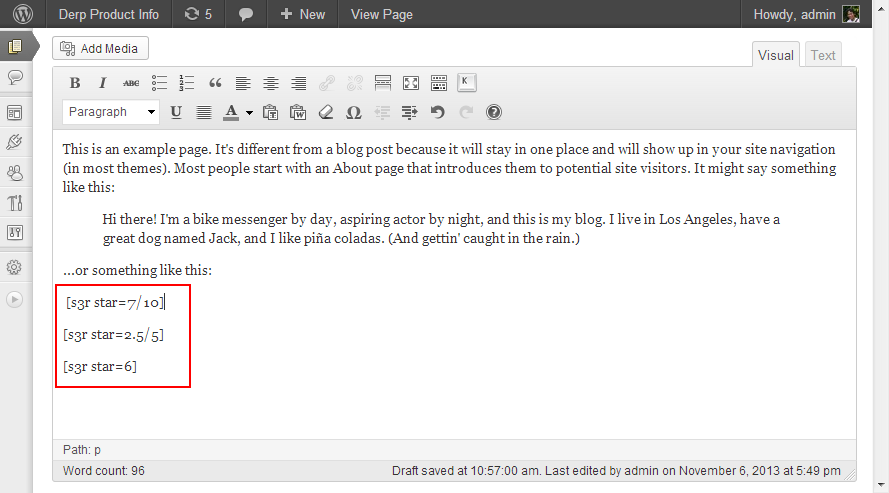 Derp Product Info 5 + New View Page Howdy, admin
Add Media
Visual Text
B I ABC K
Paragraph U A Ω ?
This is an example page. It's different from a blog post because it will stay in one place and will show up in your site navigation
(in most themes). Most people start with an About page that introduces them to potential site visitors. It might say something
like this:
Hi there! I'm a bike messenger by day, aspiring actor by night, and this is my blog. I live in Los Angeles, have a
great dog named Jack, and I like piña coladas. (And gettin' caught in the rain.)
...or something like this:
[s3r star=7/10]
[s3r star=2.5/5]
[s3r star=6]
Path: p
Word count: 96 Draft saved at 10:57:00 am. Last edited by admin on November 6, 2013 at 5:49 pm